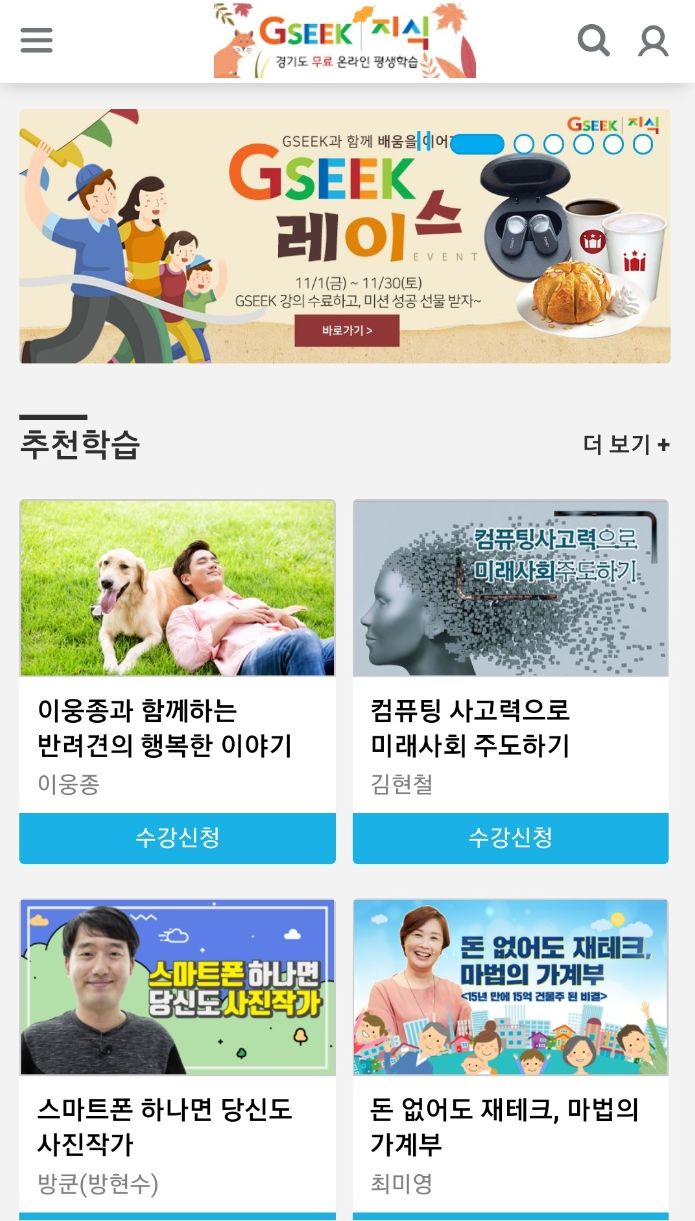 GSEEK 지식
경기도 무료 온라인 평생학습
GSEEK 지식
GSEEK과 함께 배움을 이어
GSEEK
레이스
EVENT
11/1(금) ~ 11/30(토)
GSEEK 강의 수료하고, 미션 성공 선물 받자~
바로가기 >
추천학습
더 보기 +
컴퓨팅사고력으로
미래사회주도하기
이웅종과 함께하는
반려견의 행복한 이야기
이웅종
수강신청
컴퓨팅 사고력으로
미래사회 주도하기
김현철
수강신청
스마트폰 하나면
당신도 사진작가
돈 없어도 재테크,
마법의 가계부
<15년 만에 15억 건물주 된 비결>
스마트폰 하나면 당신도
사진작가
방쿤(방현수)
돈 없어도 재테크, 마법의
가계부
최미영